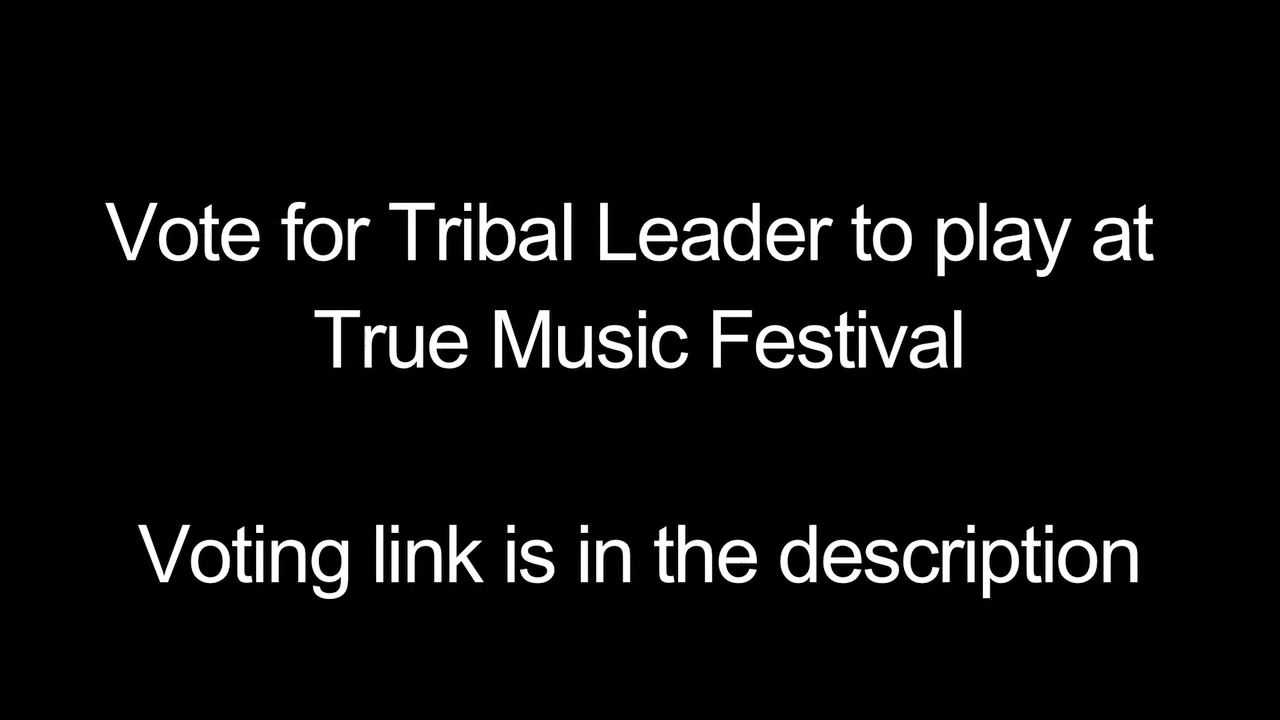 Vote for Tribal Leader to play at
True Music Festival
Voting link is in the description